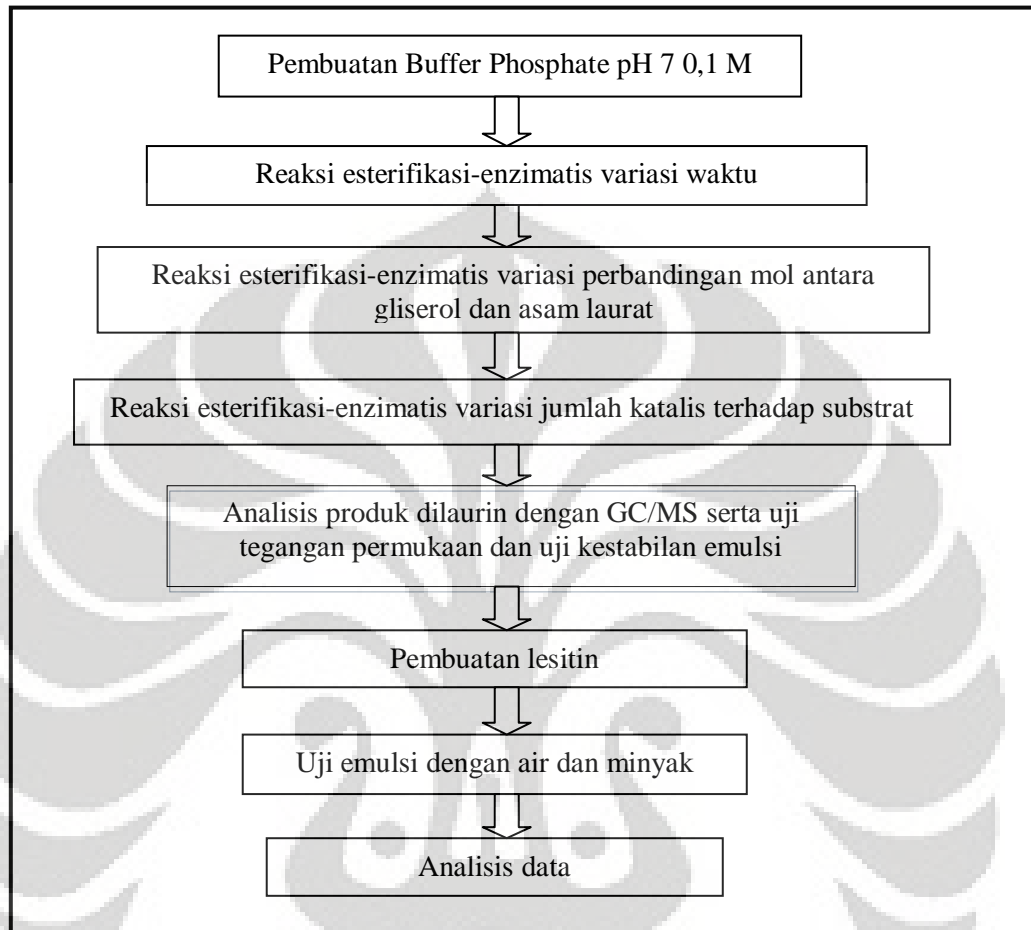 Pembuatan Buffer Phosphate pH 7 0,1 M
Reaksi esterifikasi-enzimatis variasi waktu
Reaksi esterifikasi-enzimatis variasi perbandingan mol antara
gliserol dan asam laurat
Reaksi esterifikasi-enzimatis variasi jumlah katalis terhadap substrat
Analisis produk dilaurin dengan GC/MS serta uji
tegangan permukaan dan uji kestabilan emulsi
Pembuatan lesitin
Uji emulsi dengan air dan minyak
Analisis data